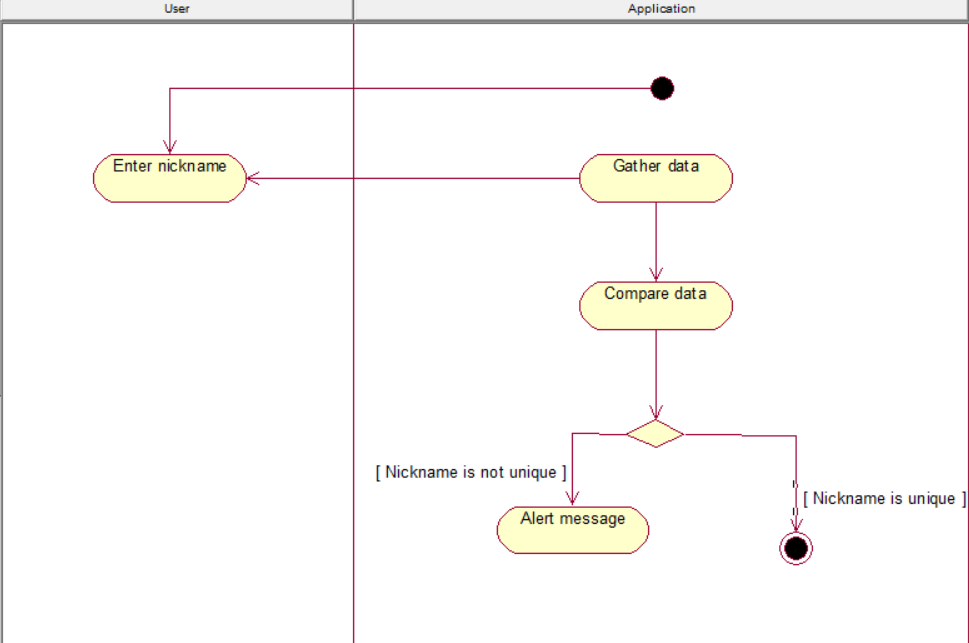 User
Application
Enter nickname
Gather data
Compare data
[ Nickname is not unique ]
[ Nickname is unique ]
Alert message